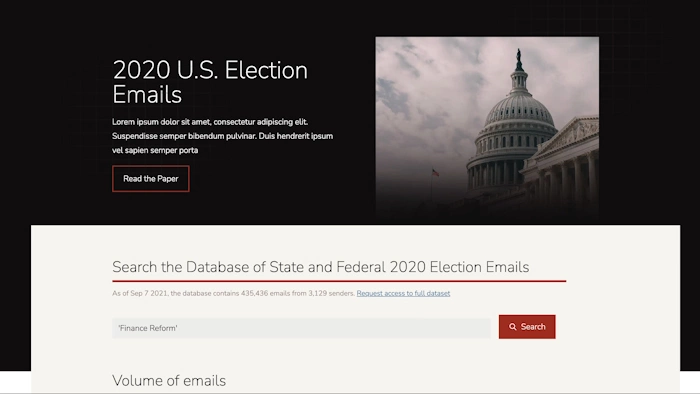 2020 U.S. Election
Emails
Lorem ipsum dolor sit amet, consectetur adipiscing elit.
Suspendisse semper bibendum pulvinar. Duis hendrerit ipsum
vel sapien semper porta
Read the Paper
Search the Database of State and Federal 2020 Election Emails
As of Sep 7 2021, the database contains 435,436 emails from 3,129 senders. Request access to full dataset
'Finance Reform'
Search
Volume of emails